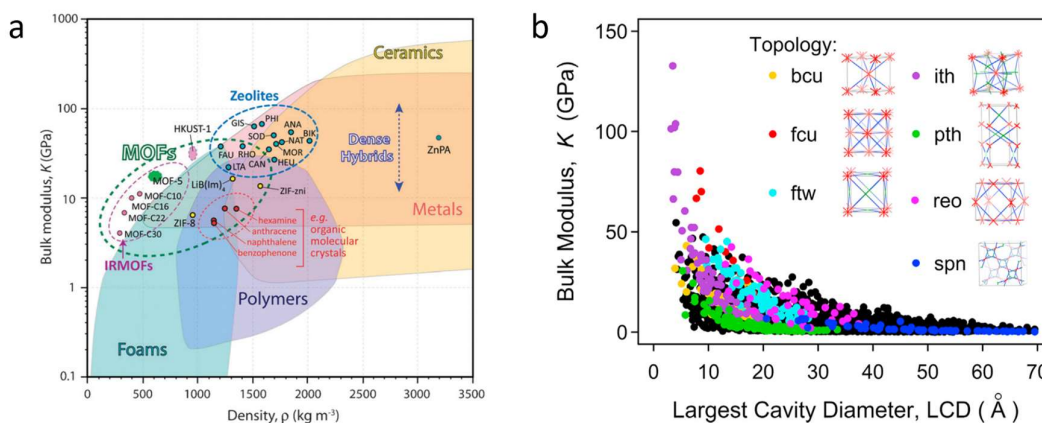 a
Bulk modulus, K (GPa)
1000
100
10
1
0.1
0
500
1000
1500
2000
2500
3000
3500
Density, ρ (kg m-3)
Ceramics
Zeolites
PHI
GIS
ANA
SOD
BIK
NAT
HKUST-1
FAU
RHO
MOR
CAN
HEU
LTA
MOFs
MOF-5
LiB(Im)4
ZIF-zni
MOF-C10
MOF-C16
MOF-C22
MOF-C30
ZIF-8
IRMOFs
Dense
Hybrids
ZnPA
Metals
hexamine
anthracene
naphthalene
benzophenone
e.g.
organic
molecular
crystals
Polymers
Foams
b
Bulk Modulus, K (GPa)
150
100
50
0
0
10
20
30
40
50
60
70
Largest Cavity Diameter, LCD ( Å )
Topology:
bcu
fcu
ftw
ith
pth
reo
spn